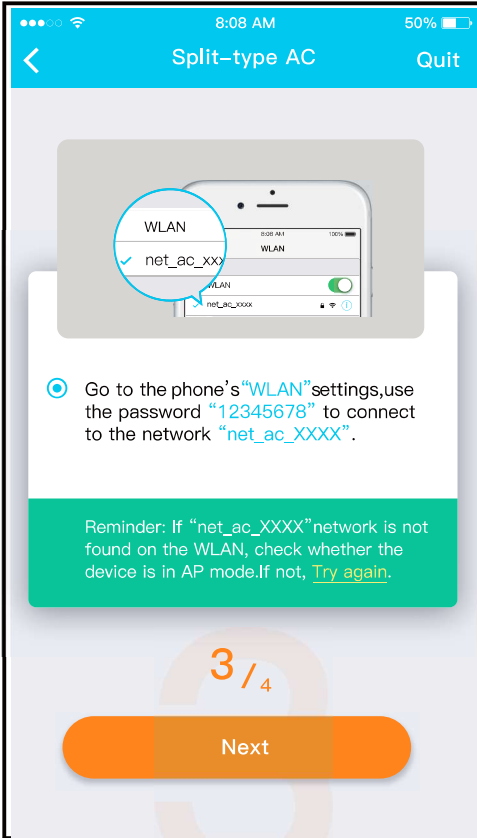 8:08 AM
50%
Split-type AC
Quit
WLAN
net_ac_xxx
8:08 AM
100%
WLAN
WLAN
net_ac_xxxx
Go to the phone's“WLAN”settings,use
the password “12345678” to connect
to the network “net_ac_XXXX”.
Reminder: If “net_ac_XXXX”network is not
found on the WLAN, check whether the
device is in AP mode.If not, Try again.
3/4
Next